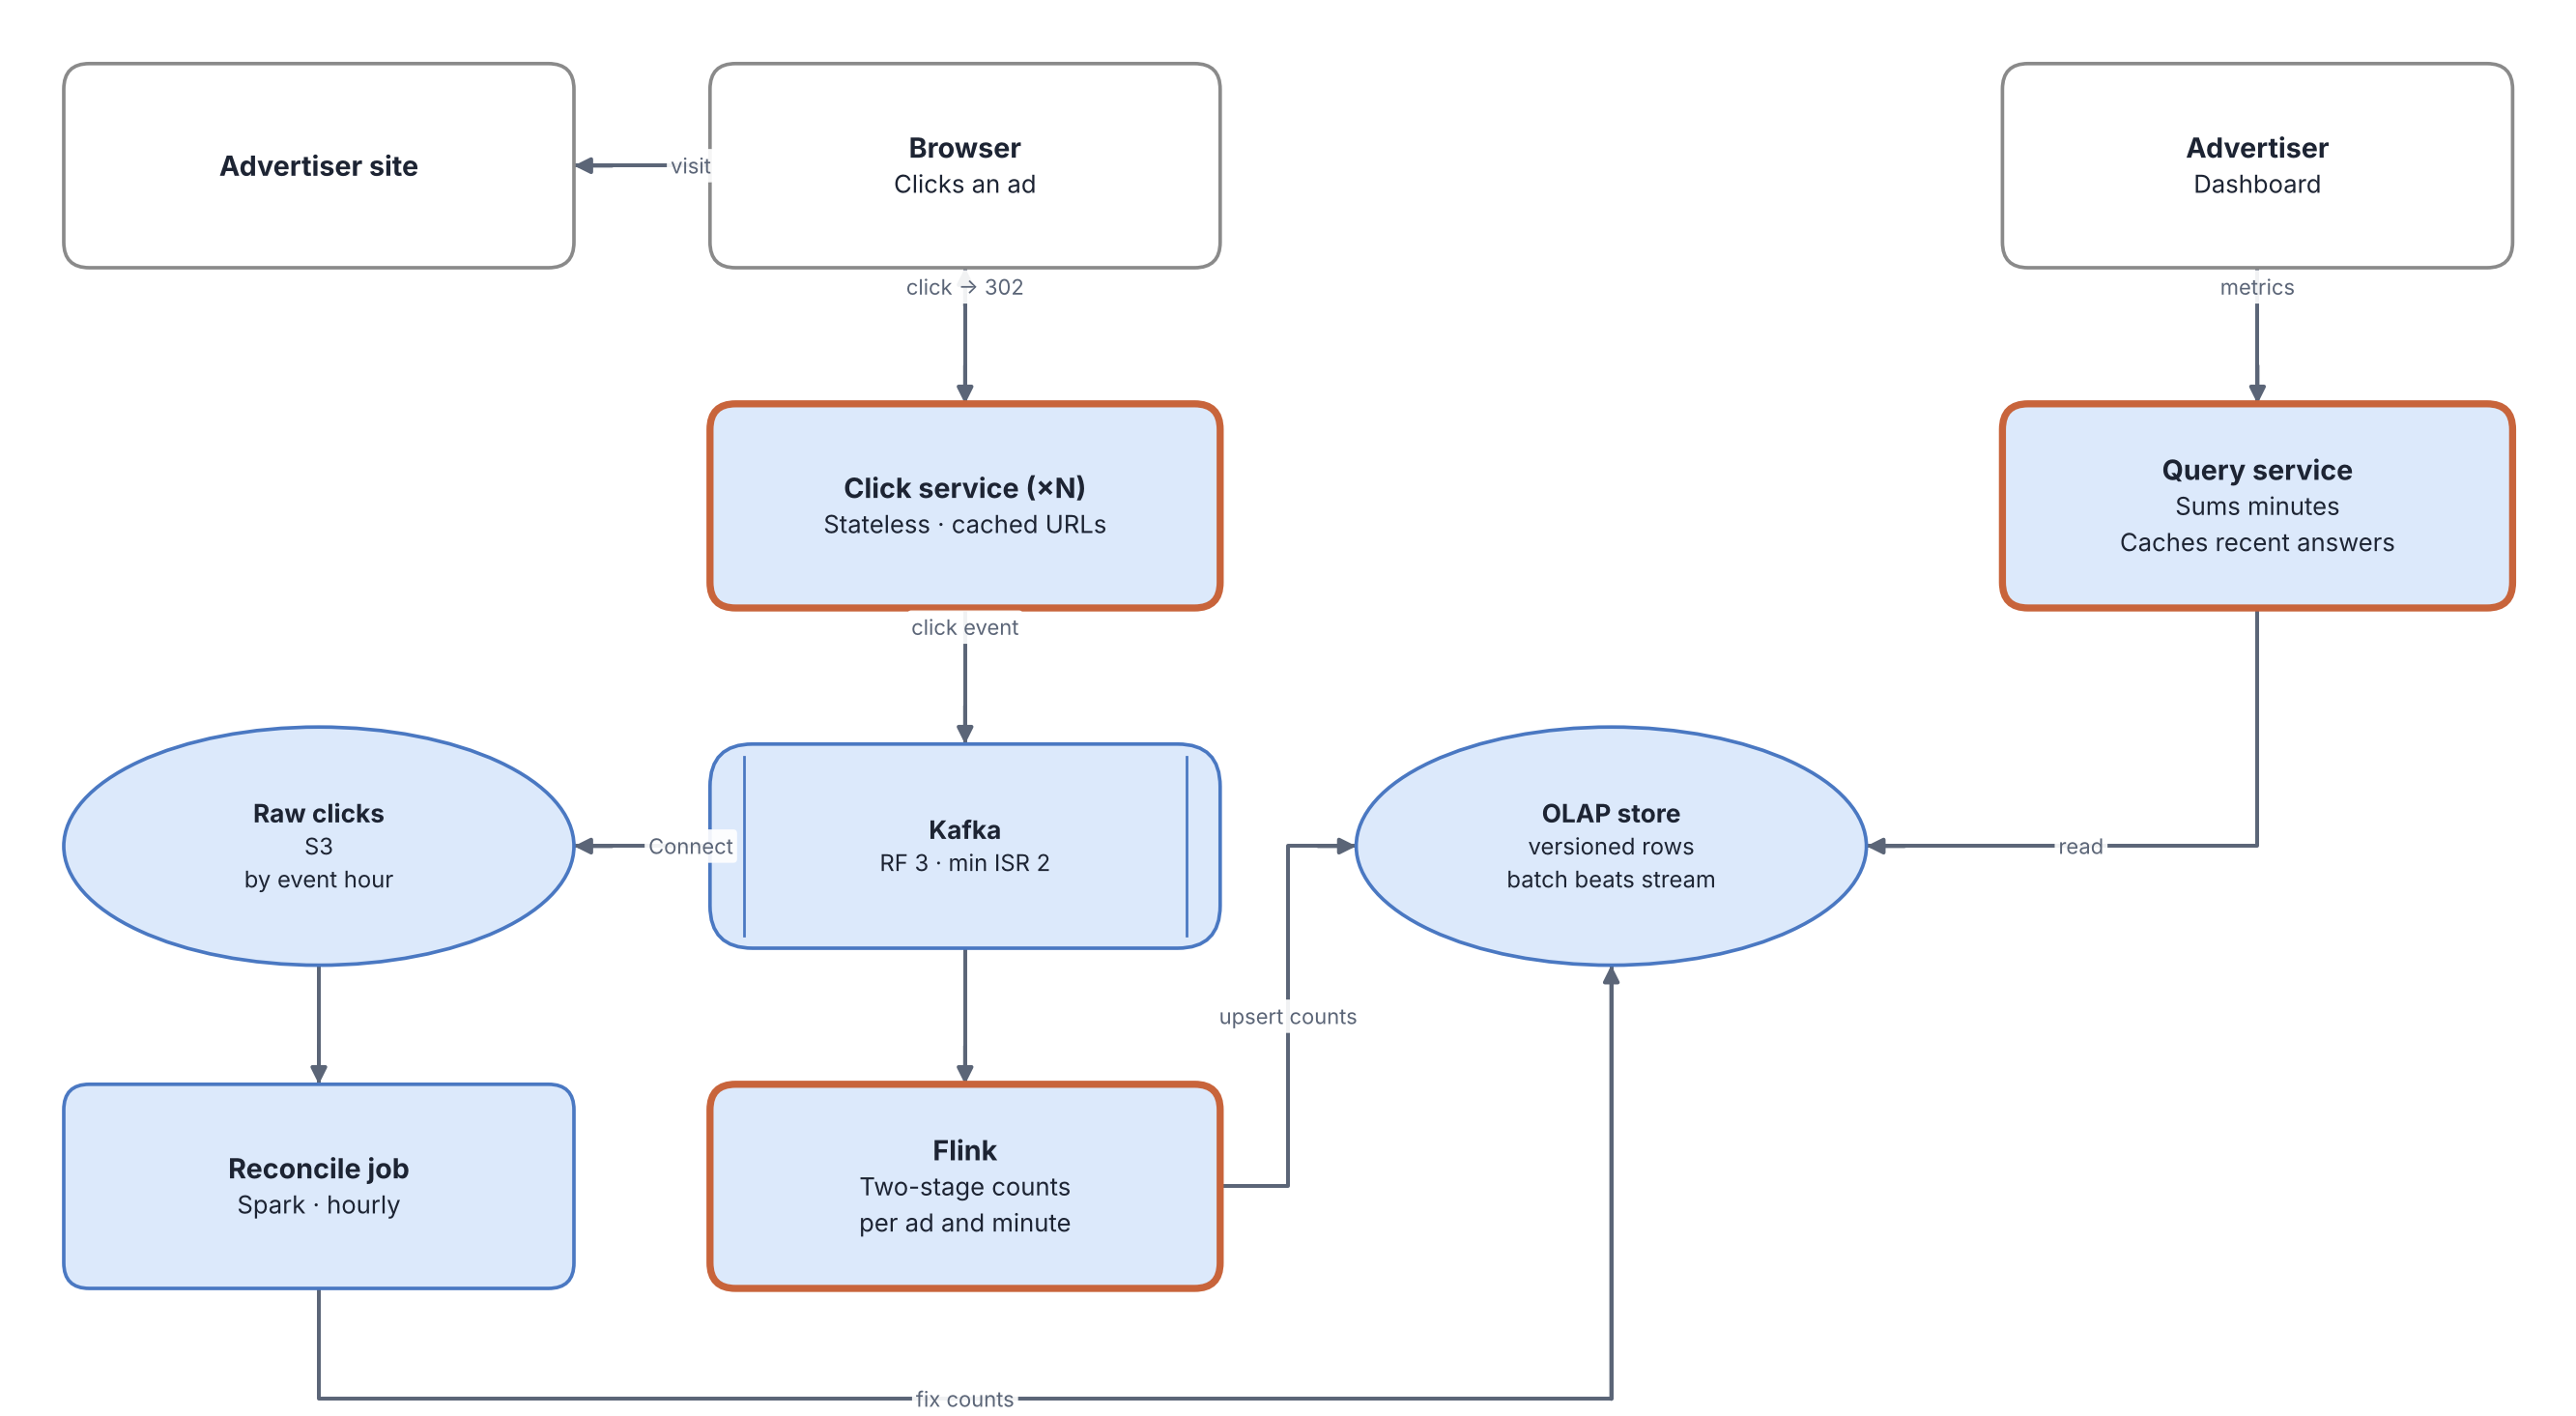 Advertiser site
visit
Browser
Clicks an ad
Advertiser
Dashboard
click → 302
metrics
Click service (×N)
Stateless · cached URLs
Query service
Sums minutes
Caches recent answers
click event
Raw clicks
S3
by event hour
Connect
Kafka
RF 3 · min ISR 2
OLAP store
versioned rows
batch beats stream
read
upsert counts
Reconcile job
Spark · hourly
Flink
Two-stage counts
per ad and minute
fix counts